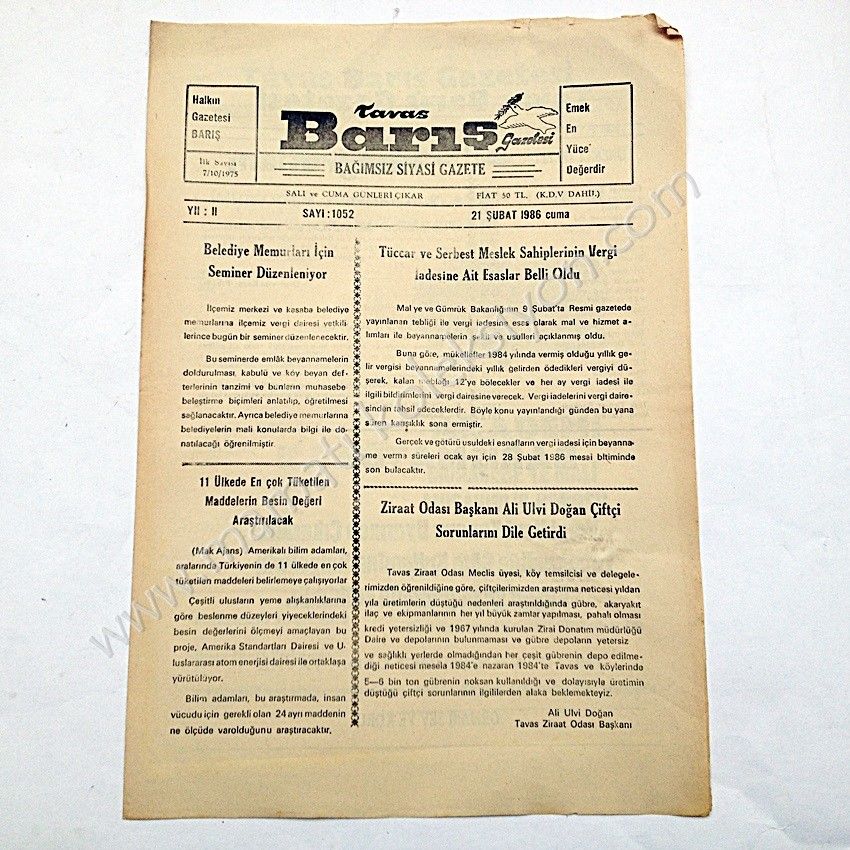 Halkın
Gazetesi
BARIŞ
İlk Sayısı
7/10/1975
Tavas
Barış
Gazetesi
BAĞIMSIZ SİYASİ GAZETE
Emek
En
Yüce
Değerdir
SALI ve CUMA GÜNLERİ ÇIKAR FİAT 50 TL. (K.D.V DAHİL)
YIl : II SAYI : 1052 21 ŞUBAT 1986 cuma
Belediye Memurları İçin
Seminer Düzenleniyor
İlçemiz merkezi ve kasaba belediye
memurlarına ilçemiz vergi dairesi yetkili-
lerince bugün bir seminer düzenlenecektir.
Bu seminerde emlâk beyannamelerin
doldurulması, kabulü ve köy beyan def-
terlerinin tanzimi ve bunların muhasebe-
beleştirme biçimleri anlatılıp, öğretilmesi
sağlanacaktır. Ayrıca belediye memurlarına
belediyelerin mali konularda bilgi ile do-
natılacağı öğrenilmiştir.
11 Ülkede En çok Tüketilen
Maddelerin Besin Değeri
Araştırılacak
(Mak Ajans) Amerikalı bilim adamları,
aralarında Türkiyenin de 11 ülkede en çok
tüketilen maddeleri belirlemeye çalışıyorlar
Çeşitli ulusların yeme alışkanlıklarına
göre beslenme düzeyleri yiyeceklerindeki
besin değerlerini ölçmeyi amaçlayan bu
proje, Amerika Standartları Dairesi ve U-
luslararası atom enerjisi dairesi ile ortaklaşa
yürütülüyor.
Bilim adamları, bu araştırmada, insan
vücudu için gerekli olan 24 ayrı maddenin
ne ölçüde varolduğunu araştıracaktır.
Tüccar ve Serbest Meslek Sahiplerinin Vergi
İadesine Ait Esaslar Belli Oldu
Mal ye ve Gümrük Bakanlığının 9 Şubat'ta Resmi gazetede
yayınlanan tebliği ile vergi iadesine esas olarak mal ve hizmet a-
lımları ile bayannamelerin şekil ve usulleri açıklanmış oldu.
Buna göre, mükellefler 1984 yılında vermiş olduğu yıllık ge-
lir vergisi beyannamelerindeki yıllık gelirden ödedikleri vergiyi dü-
şerek, kalan meblağı 12'ye bölecekler ve her ay vergi iadesi ile
ilgili bildirimlerini vergi dairesine verecek. Vergi iadelerini vergi daire-
sinden tahsil edeceklerdir. Böyle konu yayınlandığı günden bu yana
süren karışıklık sona ermiştir.
Gerçek ve götürü usuldeki esnafların vergi iadesi için beyanna-
me verme süreleri ocak ayı için 28 Şubat 1986 mesai bitiminde
son bulacaktır.
Ziraat Odası Başkanı Ali Ulvi Doğan Çiftçi
Sorunlarını Dile Getirdi
Tavas Ziraat Odası Meclis üyesi, köy temsilcisi ve delegele-
rimizden öğrenildiğine göre, çiftçilerimizden araştırma neticesi yıldan
yıla üretimlerin düştüğü nedenleri araştırıldığında gübre, akaryakıt
ilaç ve ekipmanlarının her yıl büyük zamlar yapılması, pahalı olması
kredi yetersizliği ve 1967 yılında kurulan Zirai Donatım müdürlüğü
Daire ve depolarının bulunmaması ve gübre depoların yetersiz
ve sağlıklı yerlerde olmadığından her çeşit gübrenin depo edilme-
diği neticesi mesela 1984'e nazaran 1984'te Tavas ve köylerinde
5—6 bin ton gübrenin noksan kullanıldığı ve dolayısiyle üretimin
düştüğü çiftçi sorunlarının ilgililerden alaka beklemekteyiz.
Ali Ulvi Doğan
Tavas Ziraat Odası Başkanı